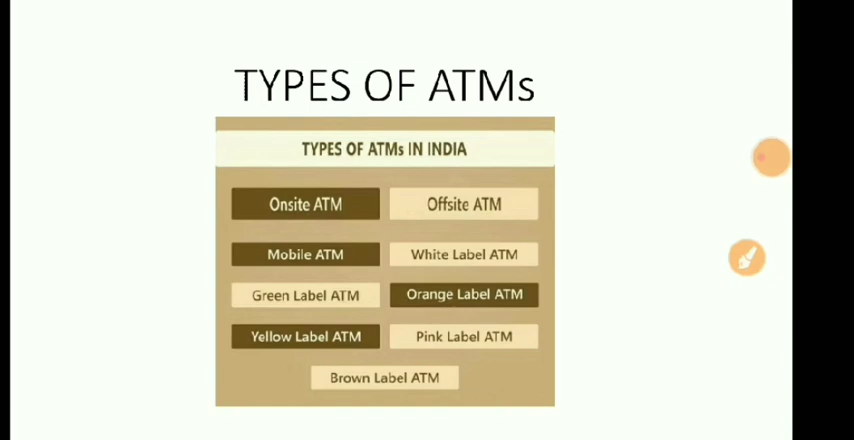 TYPES OF ATMs
TYPES OF ATMs IN INDIA
Onsite ATM
Offsite ATM
Mobile ATM
White Label ATM
Green Label ATM
Orange Label ATM
Yellow Label ATM
Pink Label ATM
Brown Label ATM